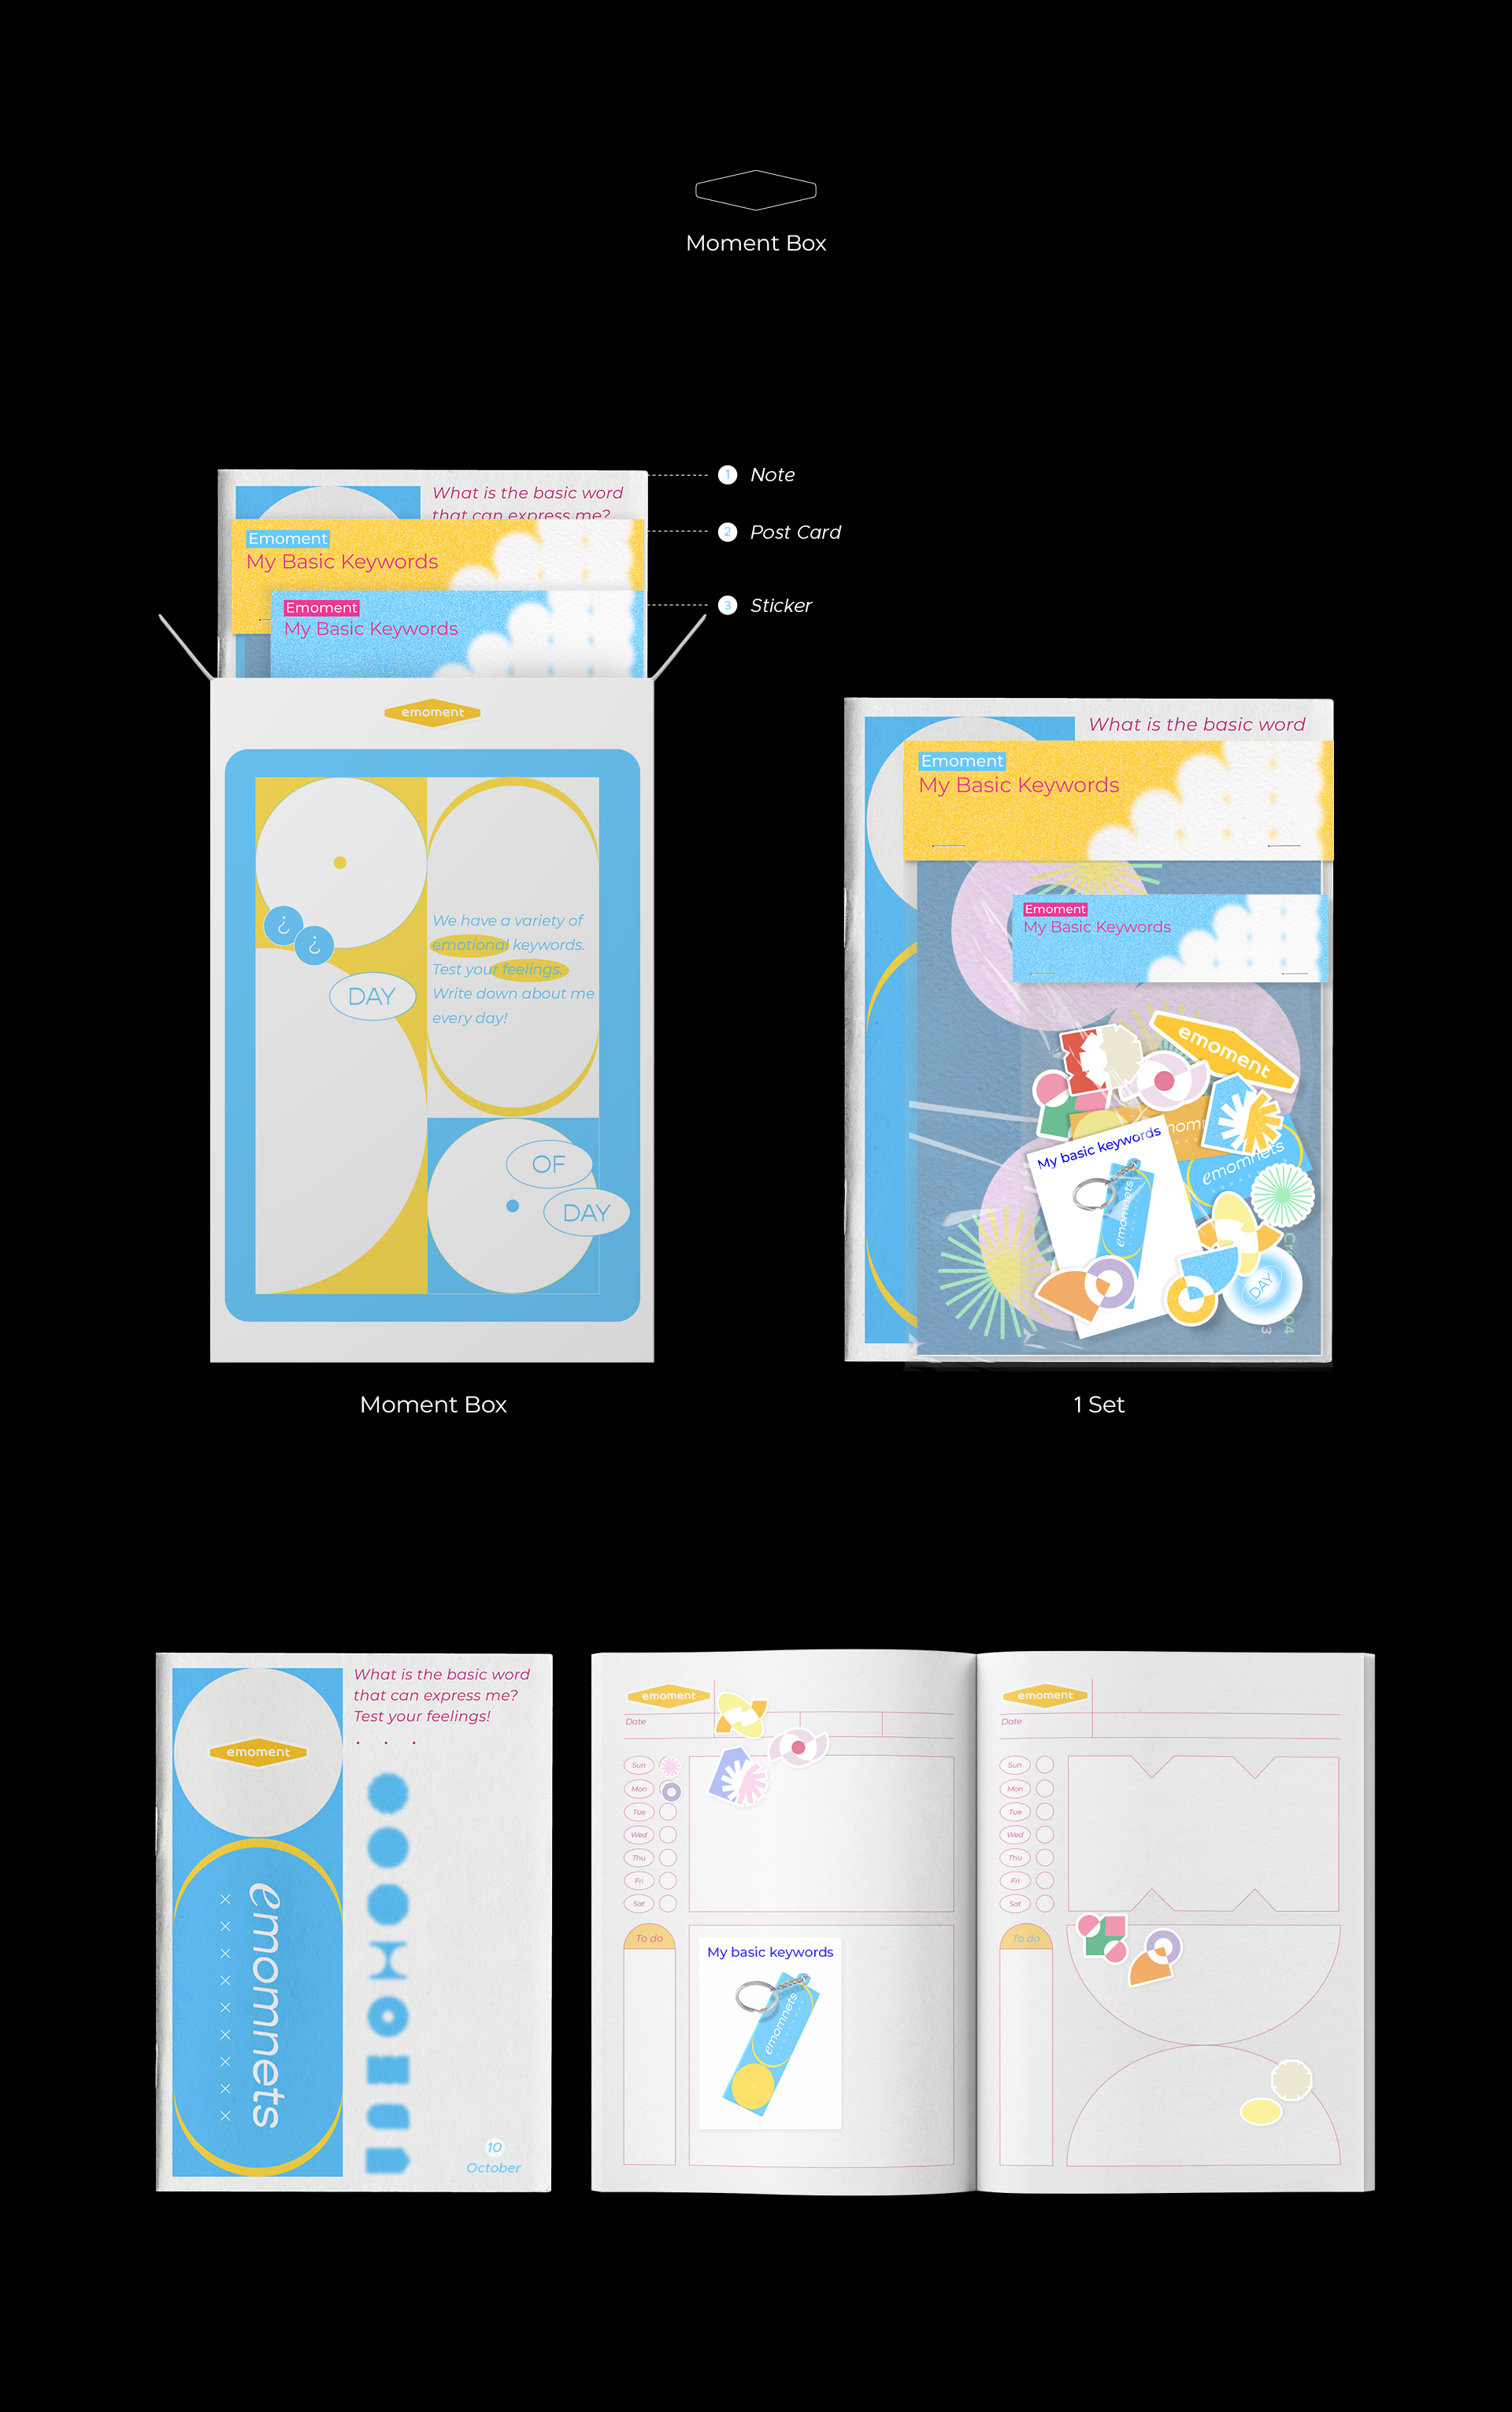 Moment Box
1 Note
2 Post Card
3 Sticker
What is the basic word
that can express me?
Emoment
My Basic Keywords
Emoment
My Basic Keywords
emoment
We have a variety of
emotional keywords.
Test your feelings,
Write down about me
every day!
¿
¿
DAY
OF
DAY
Moment Box
What is the basic word
Emoment
My Basic Keywords
Emoment
My Basic Keywords
emoment
My basic keywords
emomnets
emomnets
DAY
1 Set
What is the basic word
that can express me?
Test your feelings!
. . .
emoment
emomnets
× × × × × × × × ×
10
October
emoment
Date
Sun
Mon
Tue
Wed
Thu
Fri
Sat
To do
My basic keywords
emomnets
emoment
Date
Sun
Mon
Tue
Wed
Thu
Fri
Sat
To do